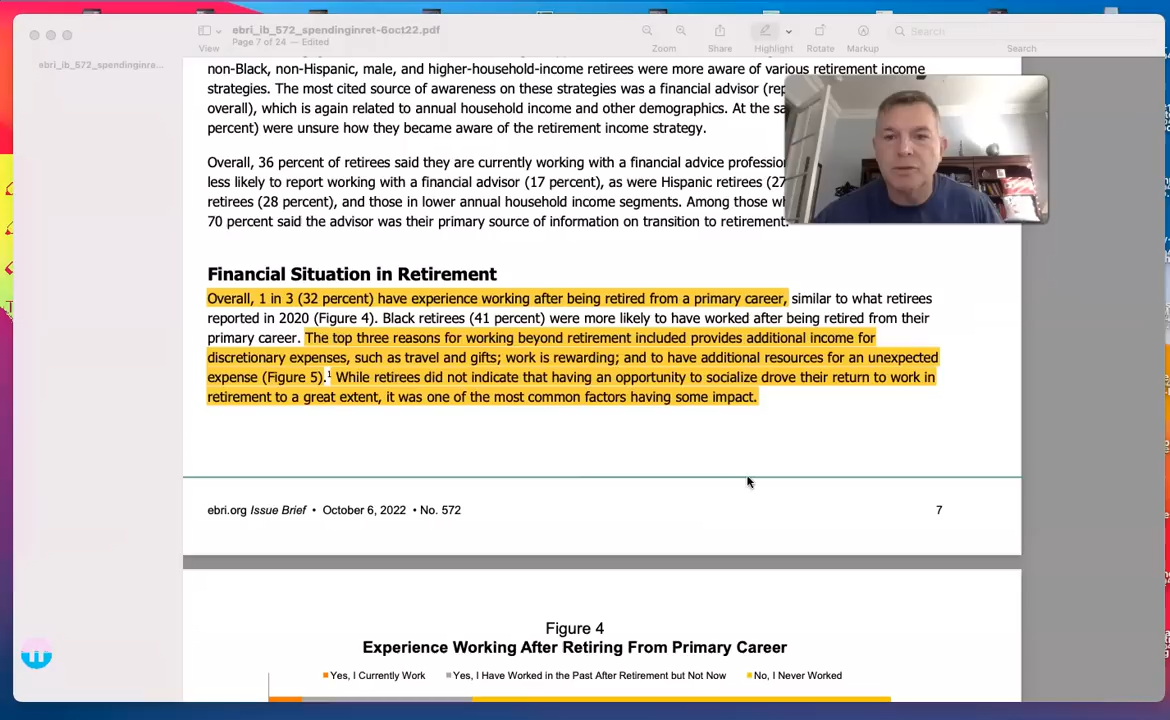 ebri_ib_572_spendinginret-6oct22.pdf
Page 7 of 24 — Edited
View
Zoom
Share
Highlight
Rotate
Markup
Search
Search
ebri_ib_572_spendinginre...
non-Black, non-Hispanic, male, and higher-household-income retirees were more aware of various retirement income
strategies. The most cited source of awareness on these strategies was a financial advisor (rep
overall), which is again related to annual household income and other demographics. At the sa
percent) were unsure how they became aware of the retirement income strategy.
Overall, 36 percent of retirees said they are currently working with a financial advice profession
less likely to report working with a financial advisor (17 percent), as were Hispanic retirees (27
retirees (28 percent), and those in lower annual household income segments. Among those wh
70 percent said the advisor was their primary source of information on transition to retirement.
Financial Situation in Retirement
Overall, 1 in 3 (32 percent) have experience working after being retired from a primary career, similar to what retirees
reported in 2020 (Figure 4). Black retirees (41 percent) were more likely to have worked after being retired from their
primary career. The top three reasons for working beyond retirement included provides additional income for
discretionary expenses, such as travel and gifts; work is rewarding; and to have additional resources for an unexpected
expense (Figure 5).¹ While retirees did not indicate that having an opportunity to socialize drove their return to work in
retirement to a great extent, it was one of the most common factors having some impact.
ebri.org Issue Brief • October 6, 2022 • No. 572
7
Figure 4
Experience Working After Retiring From Primary Career
Yes, I Currently Work
Yes, I Have Worked in the Past After Retirement but Not Now
No, I Never Worked